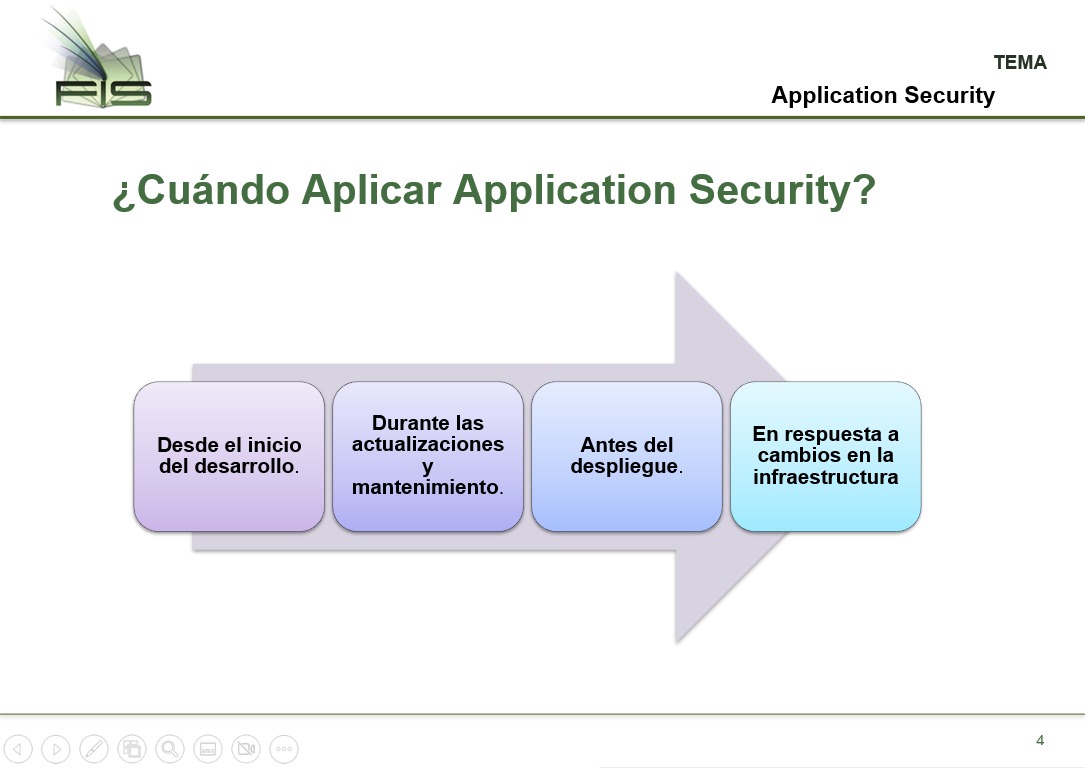 FIS
TEMA
Application Security
¿Cuándo Aplicar Application Security?
Desde el inicio
del desarrollo.
Durante las
actualizaciones
y
mantenimiento.
Antes del
despliegue.
En respuesta a
cambios en la
infraestructura
4